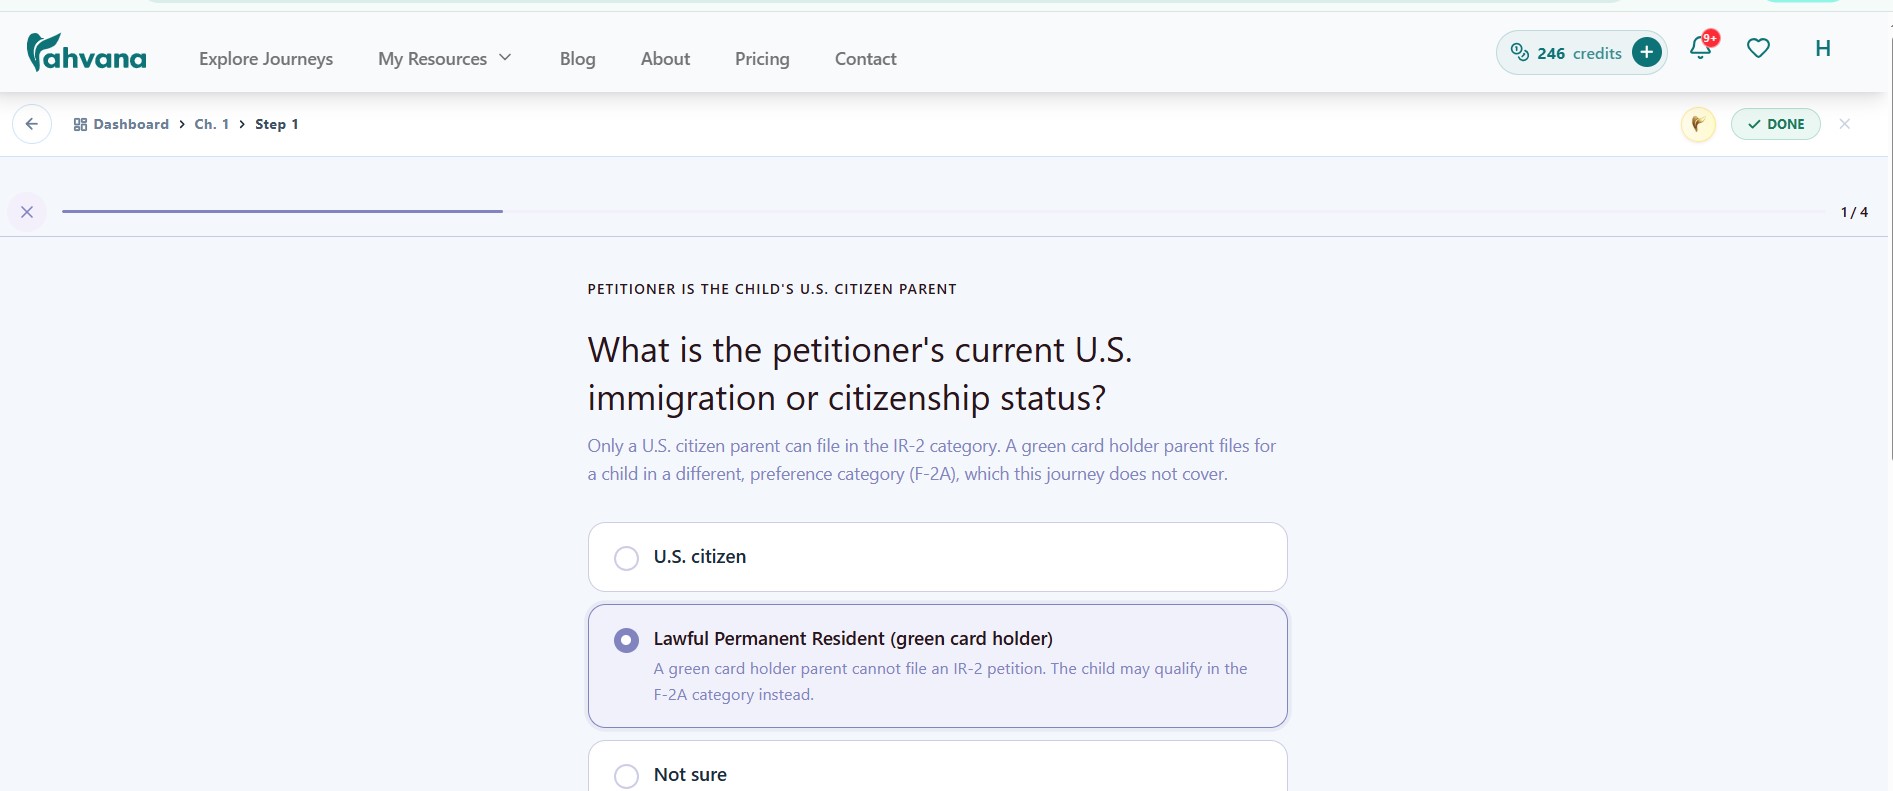 Rahvana
Explore Journeys
My Resources
Blog
About
Pricing
Contact
246 credits
9+
H
Dashboard > Ch. 1 > Step 1
DONE
1 / 4
PETITIONER IS THE CHILD'S U.S. CITIZEN PARENT
What is the petitioner's current U.S.
immigration or citizenship status?
Only a U.S. citizen parent can file in the IR-2 category. A green card holder parent files for
a child in a different, preference category (F-2A), which this journey does not cover.
U.S. citizen
Lawful Permanent Resident (green card holder)
A green card holder parent cannot file an IR-2 petition. The child may qualify in the
F-2A category instead.
Not sure